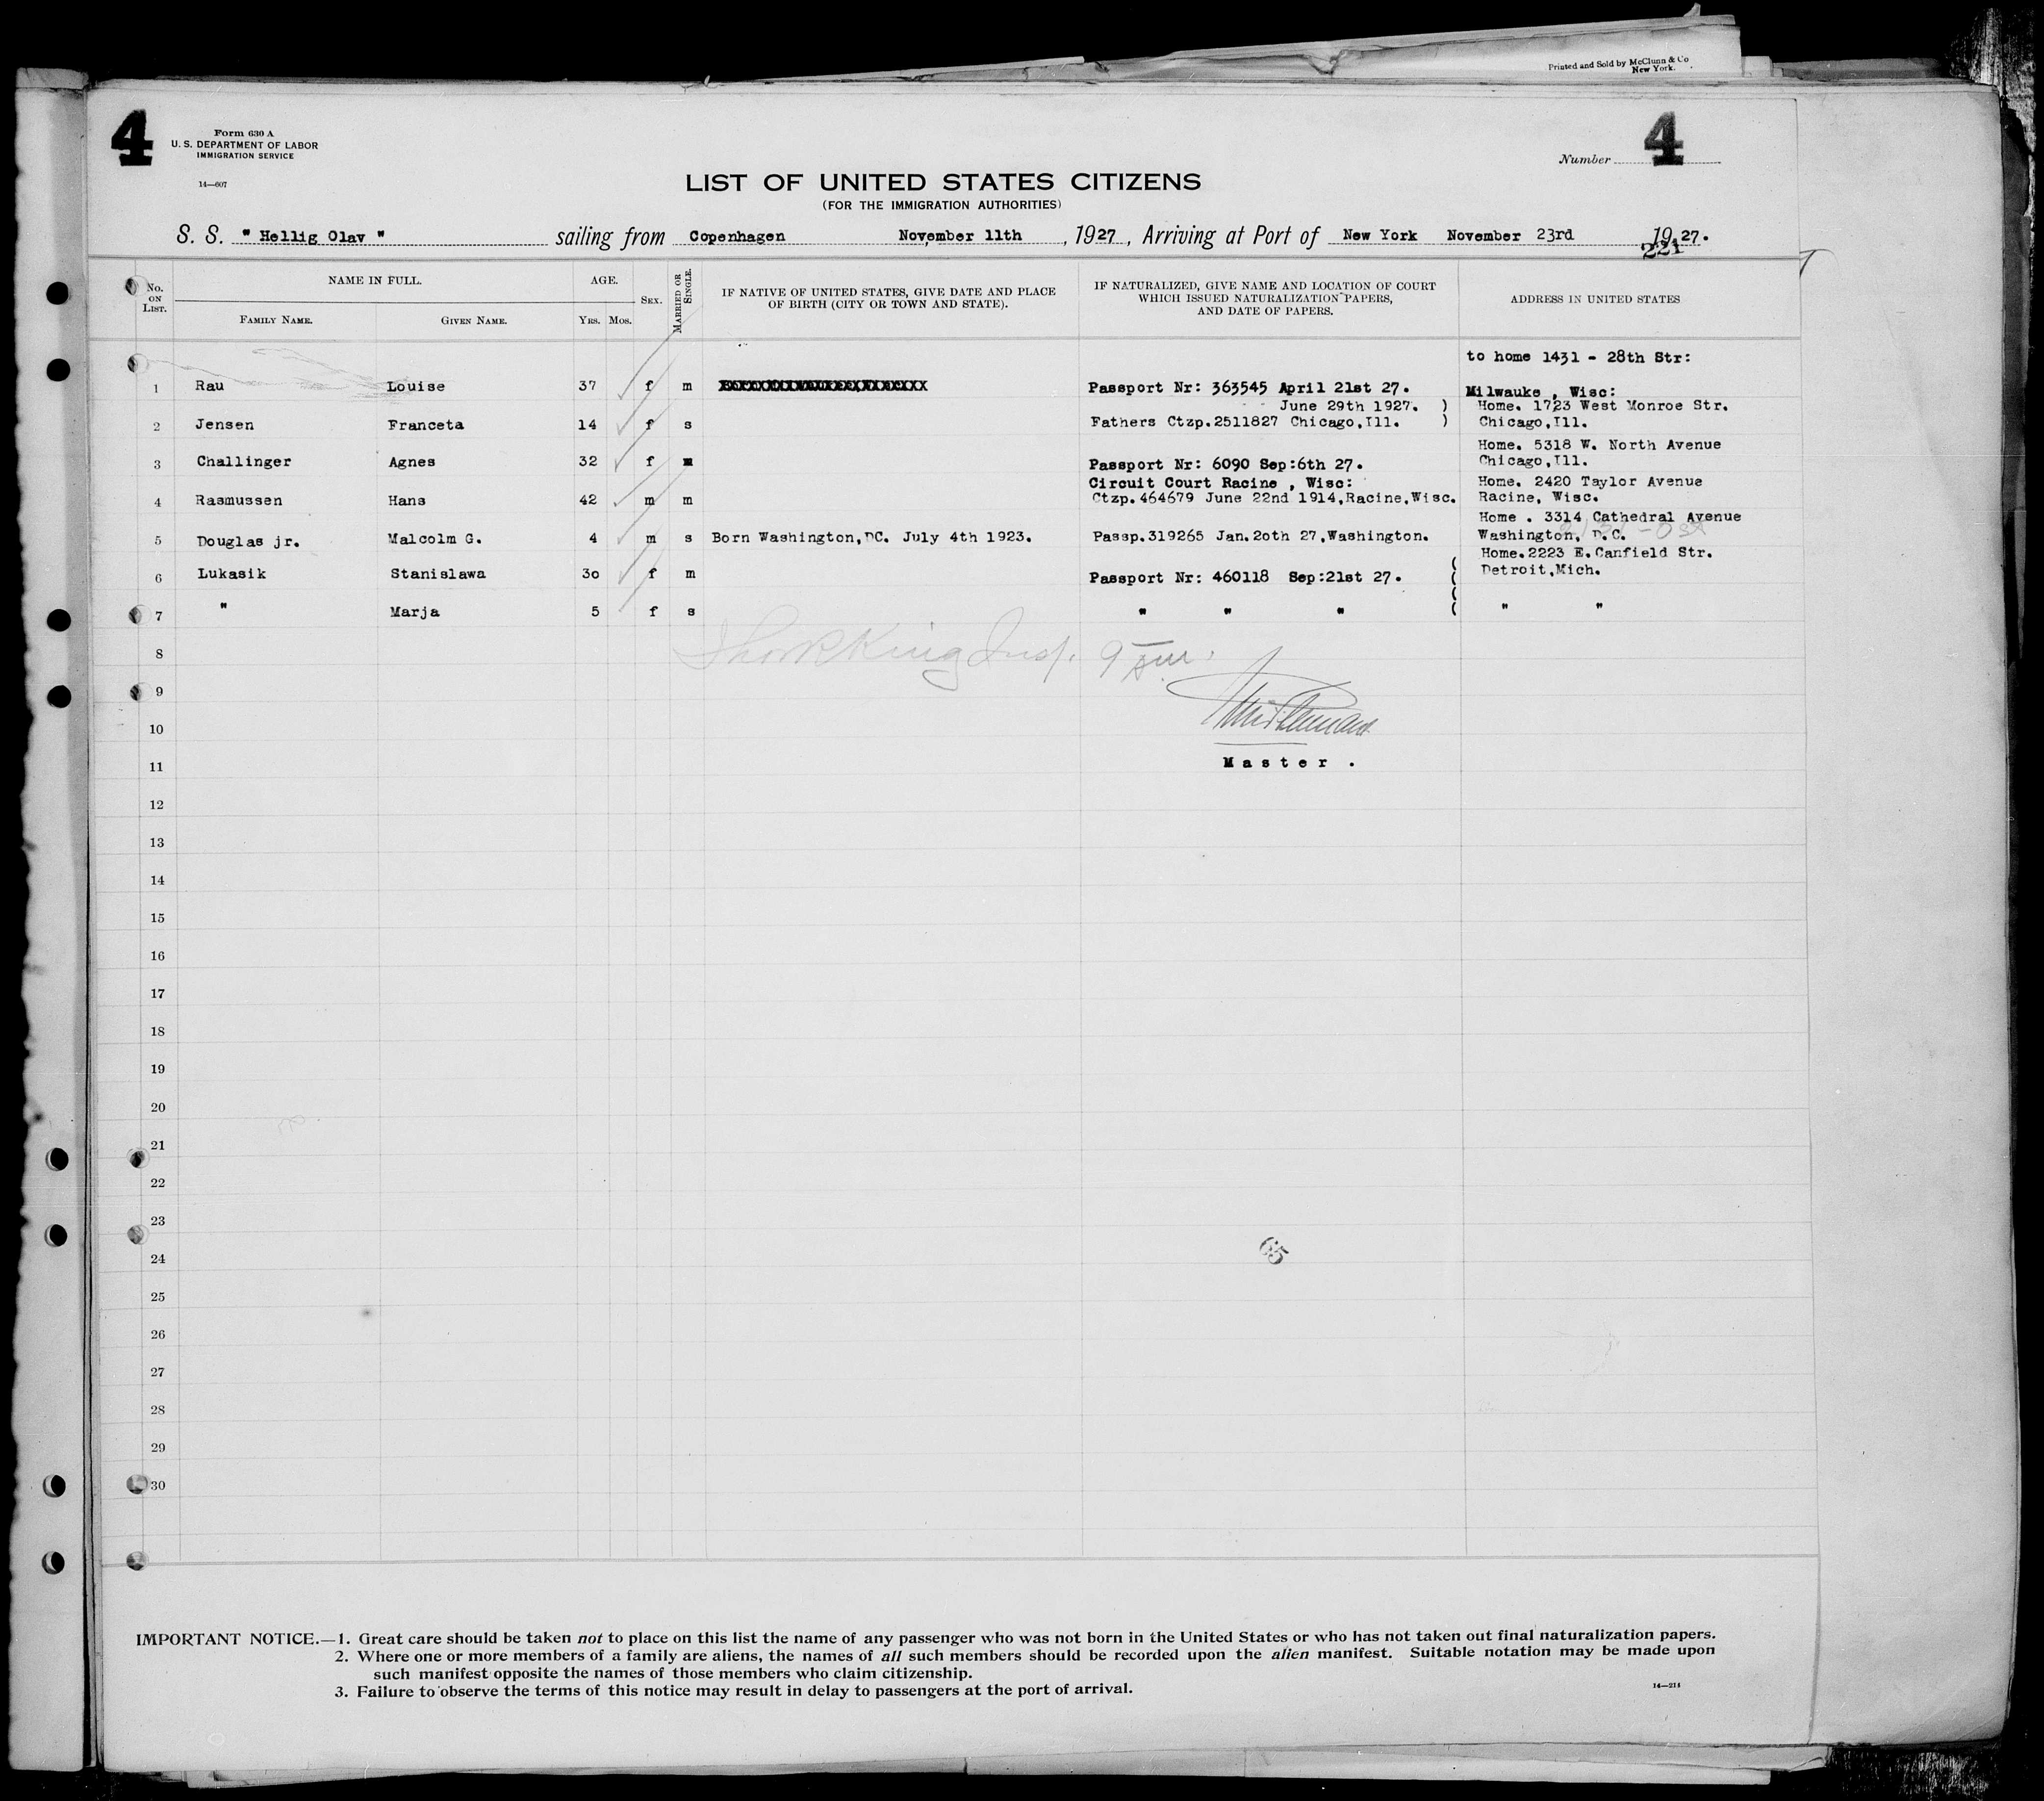 Printed and Sold by McClunn & Co
New York.
4
Form 630 A
U. S. DEPARTMENT OF LABOR
IMMIGRATION SERVICE
14—607
Number 4
LIST OF UNITED STATES CITIZENS
(FOR THE IMMIGRATION AUTHORITIES)
S. S. " Hellig Olav " sailing from Copenhagen November 11th , 1927 , Arriving at Port of New York November 23rd 19 27.
221
No. ON LIST. NAME IN FULL. AGE. SEX. MARRIED OR SINGLE. IF NATIVE OF UNITED STATES, GIVE DATE AND PLACE OF BIRTH (CITY OR TOWN AND STATE). IF NATURALIZED, GIVE NAME AND LOCATION OF COURT WHICH ISSUED NATURALIZATION PAPERS, AND DATE OF PAPERS. ADDRESS IN UNITED STATES
FAMILY NAME. GIVEN NAME. YRS. MOS.
to home 1431 - 28th Str:
1 Rau Louise 37 f m Passport Nr: 363545 April 21st 27. Milwauke , Wisc:
June 29th 1927. ) Home. 1723 West Monroe Str.
2 Jensen Franceta 14 f s Fathers Ctzp.2511827 Chicago,Ill. ) Chicago,Ill.
Home. 5318 W. North Avenue
3 Challinger Agnes 32 f m Passport Nr: 6090 Sep:6th 27. Chicago,Ill.
Circuit Court Racine , Wisc: Home. 2420 Taylor Avenue
4 Rasmussen Hans 42 m m Ctzp.464679 June 22nd 1914,Racine,Wisc. Racine, Wisc.
Home . 3314 Cathedral Avenue
5 Douglas jr. Malcolm G. 4 m s Born Washington,DC. July 4th 1923. Passp.319265 Jan.2oth 27,Washington. Washington, D.C.
Home.2223 E.Canfield Str.
6 Lukasik Stanislawa 3o f m Passport Nr: 460118 Sep:21st 27. ( Detroit,Mich.
7 " Marja 5 f s " " " ( " "
8
9
10
11 Master .
12
13
14
15
16
17
18
19
20
21
22
23
24
65
25
26
27
28
29
30
IMPORTANT NOTICE.—1. Great care should be taken not to place on this list the name of any passenger who was not born in the United States or who has not taken out final naturalization papers.
2. Where one or more members of a family are aliens, the names of all such members should be recorded upon the alien manifest. Suitable notation may be made upon
such manifest opposite the names of those members who claim citizenship.
3. Failure to observe the terms of this notice may result in delay to passengers at the port of arrival.
14—214